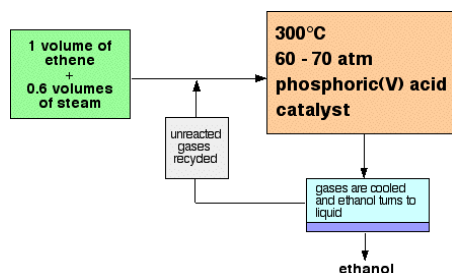 1 volume of
ethene
+
0.6 volumes
of steam
300°C
60 - 70 atm
phosphoric(V) acid
catalyst
unreacted
gases
recycled
gases are cooled
and ethanol turns to
liquid
ethanol